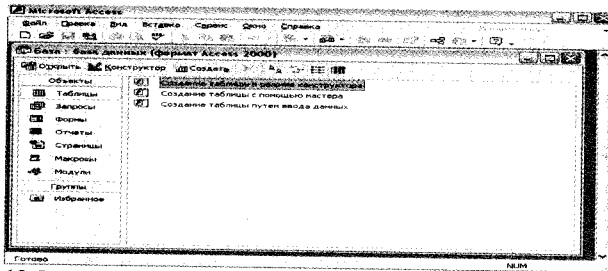 Microsoft Access
Файл Правка Вид Вставка Сервис Окно Справка
база данных (формат Access 2000)
Открыть Конструктор Создать
Объекты
Таблицы
Запросы
Формы
Отчеты
Страницы
Макросы
Модули
Группы
Избранное
Создание таблицы в режиме конструктора
Создание таблицы с помощью мастера
Создание таблицы путем ввода данных
Готово
NUM